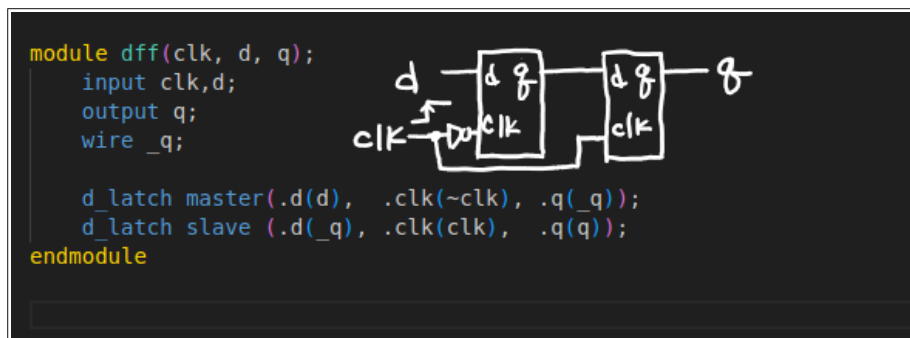 module dff(clk, d, q);
input clk,d;
output q;
wire _q;
d q d q
d q
clk clk clk
d_latch master(.d(d), .clk(~clk), .q(_q));
d_latch slave (.d(_q), .clk(clk), .q(q));
endmodule